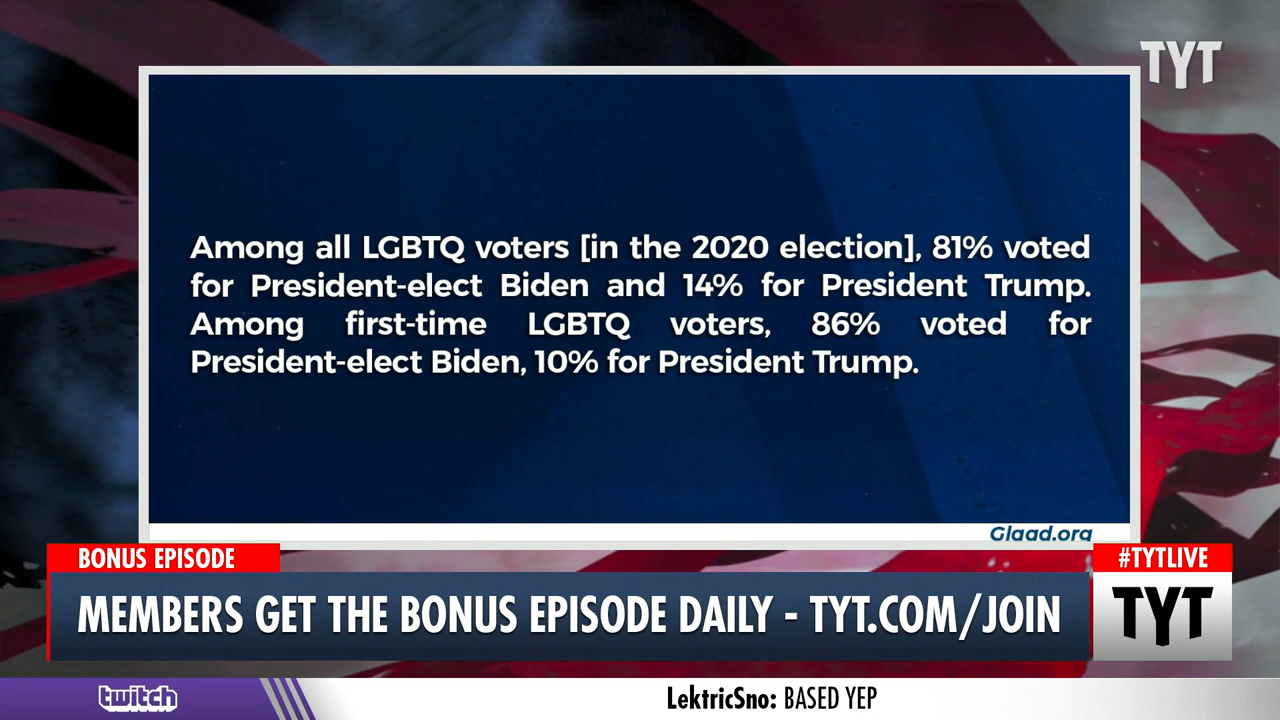 TYT
Among all LGBTQ voters [in the 2020 election], 81% voted
for President-elect Biden and 14% for President Trump.
Among first-time LGBTQ voters, 86% voted for
President-elect Biden, 10% for President Trump.
Glaad.org
BONUS EPISODE
#TYTLIVE
MEMBERS GET THE BONUS EPISODE DAILY - TYT.COM/JOIN
TYT
twitch
LektricSno: BASED YEP